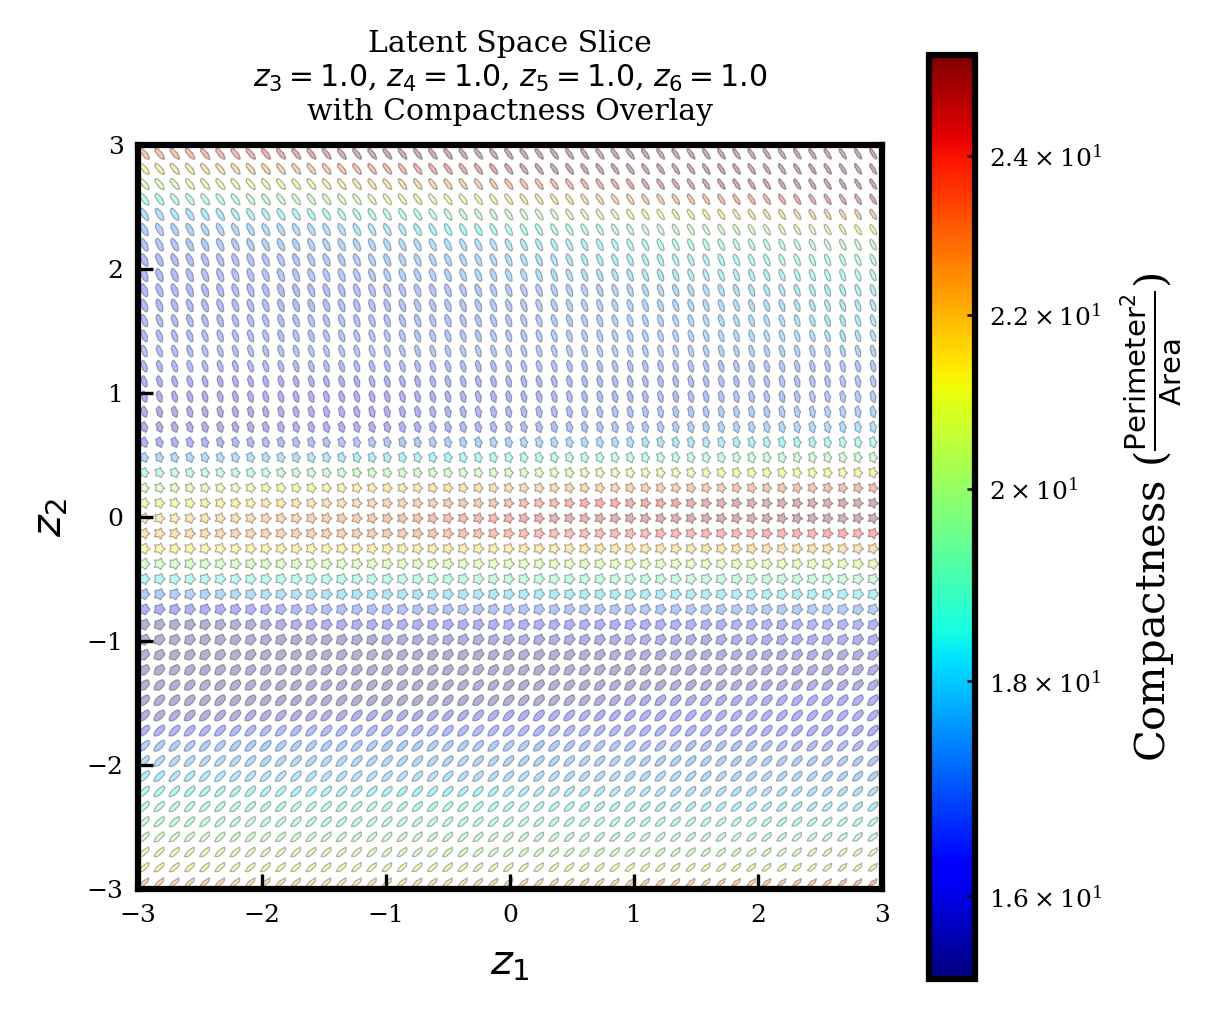 Latent Space Slice
z₃ = 1.0, z₄ = 1.0, z₅ = 1.0, z₆ = 1.0
with Compactness Overlay
3
2
1
0
−1
−2
−3
z₂
−3
−2
−1
0
1
2
3
z₁
2.4 × 10¹
2.2 × 10¹
2 × 10¹
1.8 × 10¹
1.6 × 10¹
Compactness (Perimeter²/Area)